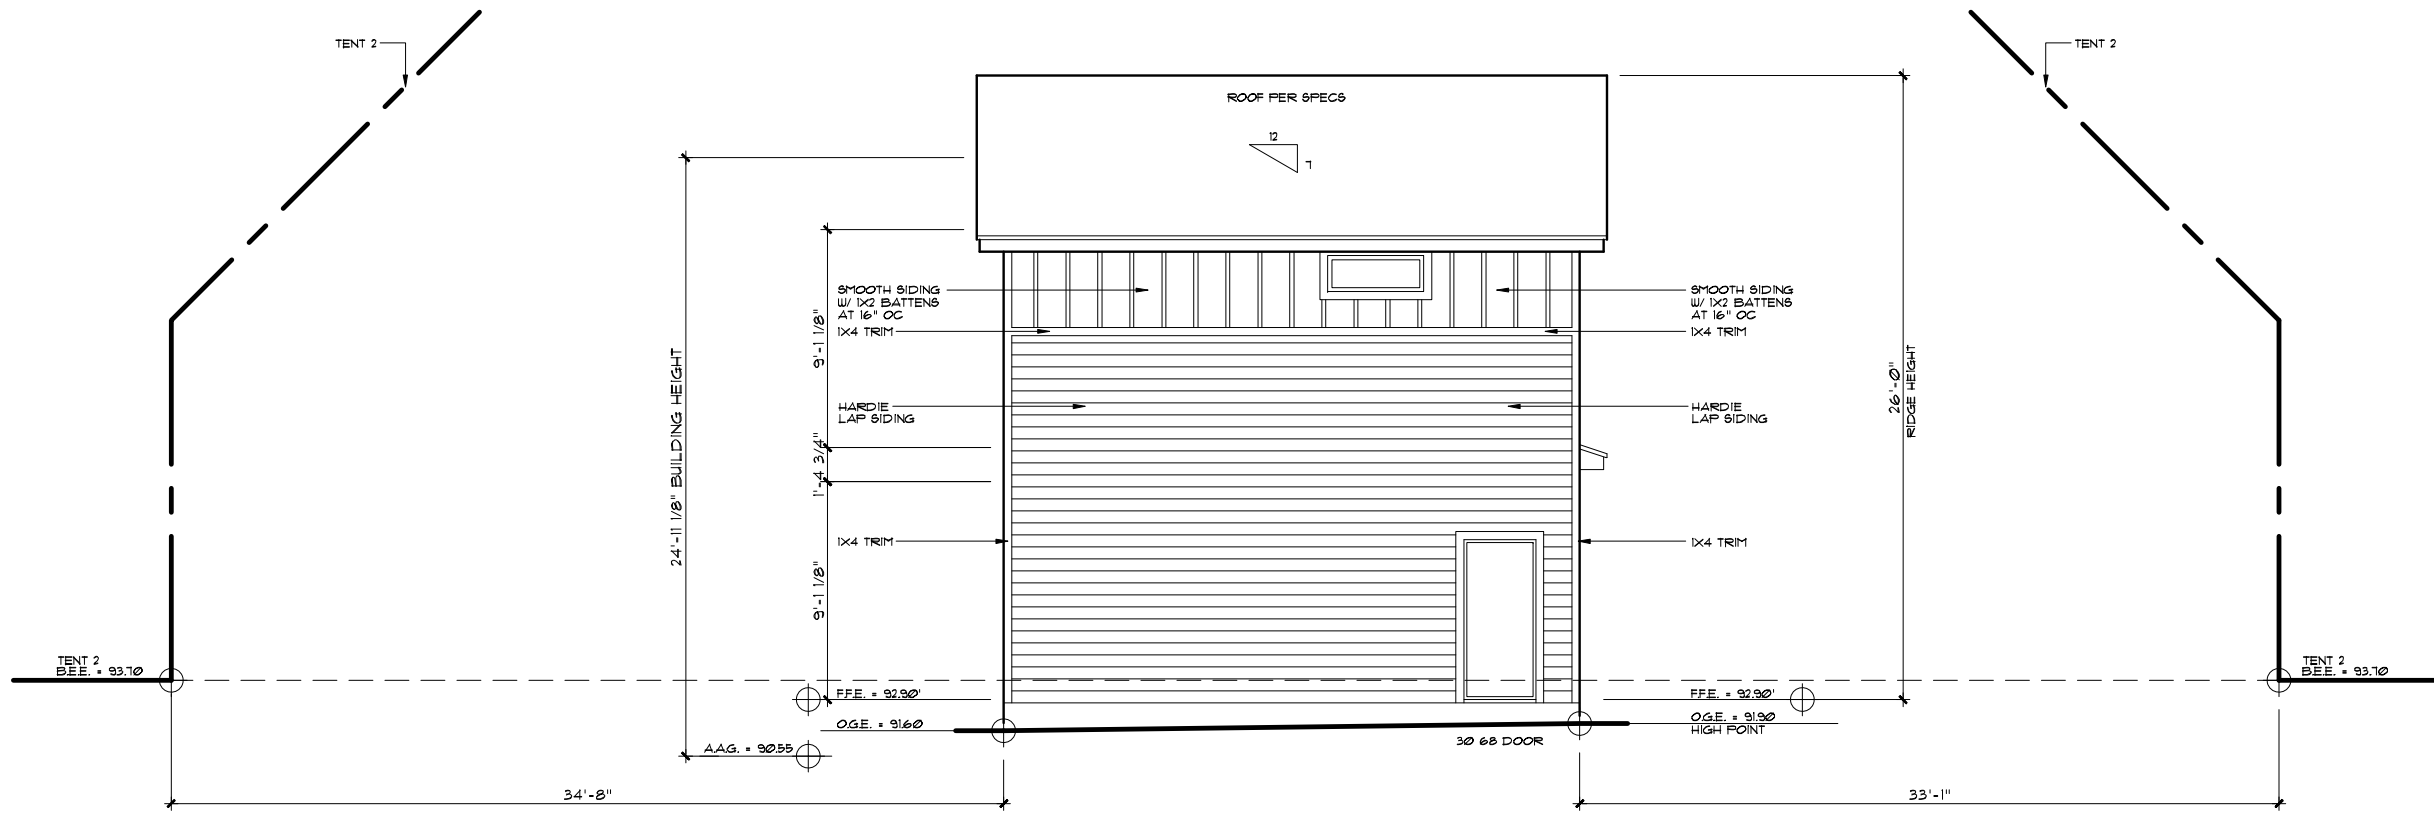 TENT 2
TENT 2
ROOF PER SPECS
12
7
SMOOTH SIDING
W/ 1X2 BATTENS
AT 16" OC
1X4 TRIM
HARDIE
LAP SIDING
1X4 TRIM
SMOOTH SIDING
W/ 1X2 BATTENS
AT 16" OC
1X4 TRIM
HARDIE
LAP SIDING
1X4 TRIM
24'-11 1/8" BUILDING HEIGHT
9'-1 1/8"
1'-4 3/4"
9'-1 1/8"
26'-0"
RIDGE HEIGHT
TENT 2
B.E.E. = 93.70
TENT 2
B.E.E. = 93.70
F.F.E. = 92.90'
O.G.E. = 91.60
A.A.G. = 90.55
F.F.E. = 92.90'
O.G.E. = 91.90
HIGH POINT
30 68 DOOR
34'-8"
33'-1"